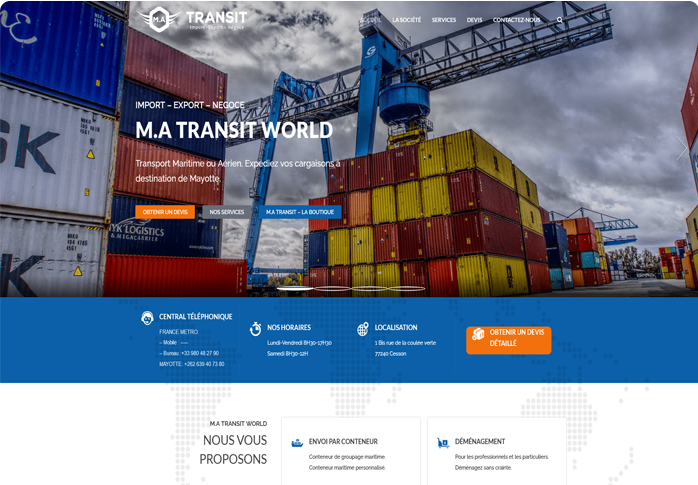 M.A TRANSIT
Import Export Négoce
ACCUEIL
LA SOCIÉTÉ
SERVICES
DEVIS
CONTACTEZ-NOUS
IMPORT – EXPORT – NEGOCE
M.A TRANSIT WORLD
Transport Maritime ou Aérien. Expédiez vos cargaisons à
destination de Mayotte.
OBTENIR UN DEVIS
NOS SERVICES
M.A TRANSIT – LA BOUTIQUE
YK LOGISTICS
& MEGACARRIER
CENTRAL TÉLÉPHONIQUE
FRANCE METRO
– Mobile : ----
– Bureau :+33 980 48 27 90
MAYOTTE: +262 639 40 73 80
NOS HORAIRES
Lundi-Vendredi 8H30-17H30
Samedi 8H30-12H
LOCALISATION
1 Bis rue de la coulée verte
77240 Cesson
OBTENIR UN DEVIS
DÉTAILLÉ
M.A TRANSIT WORLD
NOUS VOUS
PROPOSONS
ENVOI PAR CONTENEUR
Conteneur de groupage maritime.
Conteneur maritime personnalisé.
DÉMÉNAGEMENT
Pour les professionnels et les particuliers.
Déménagez sans crainte.